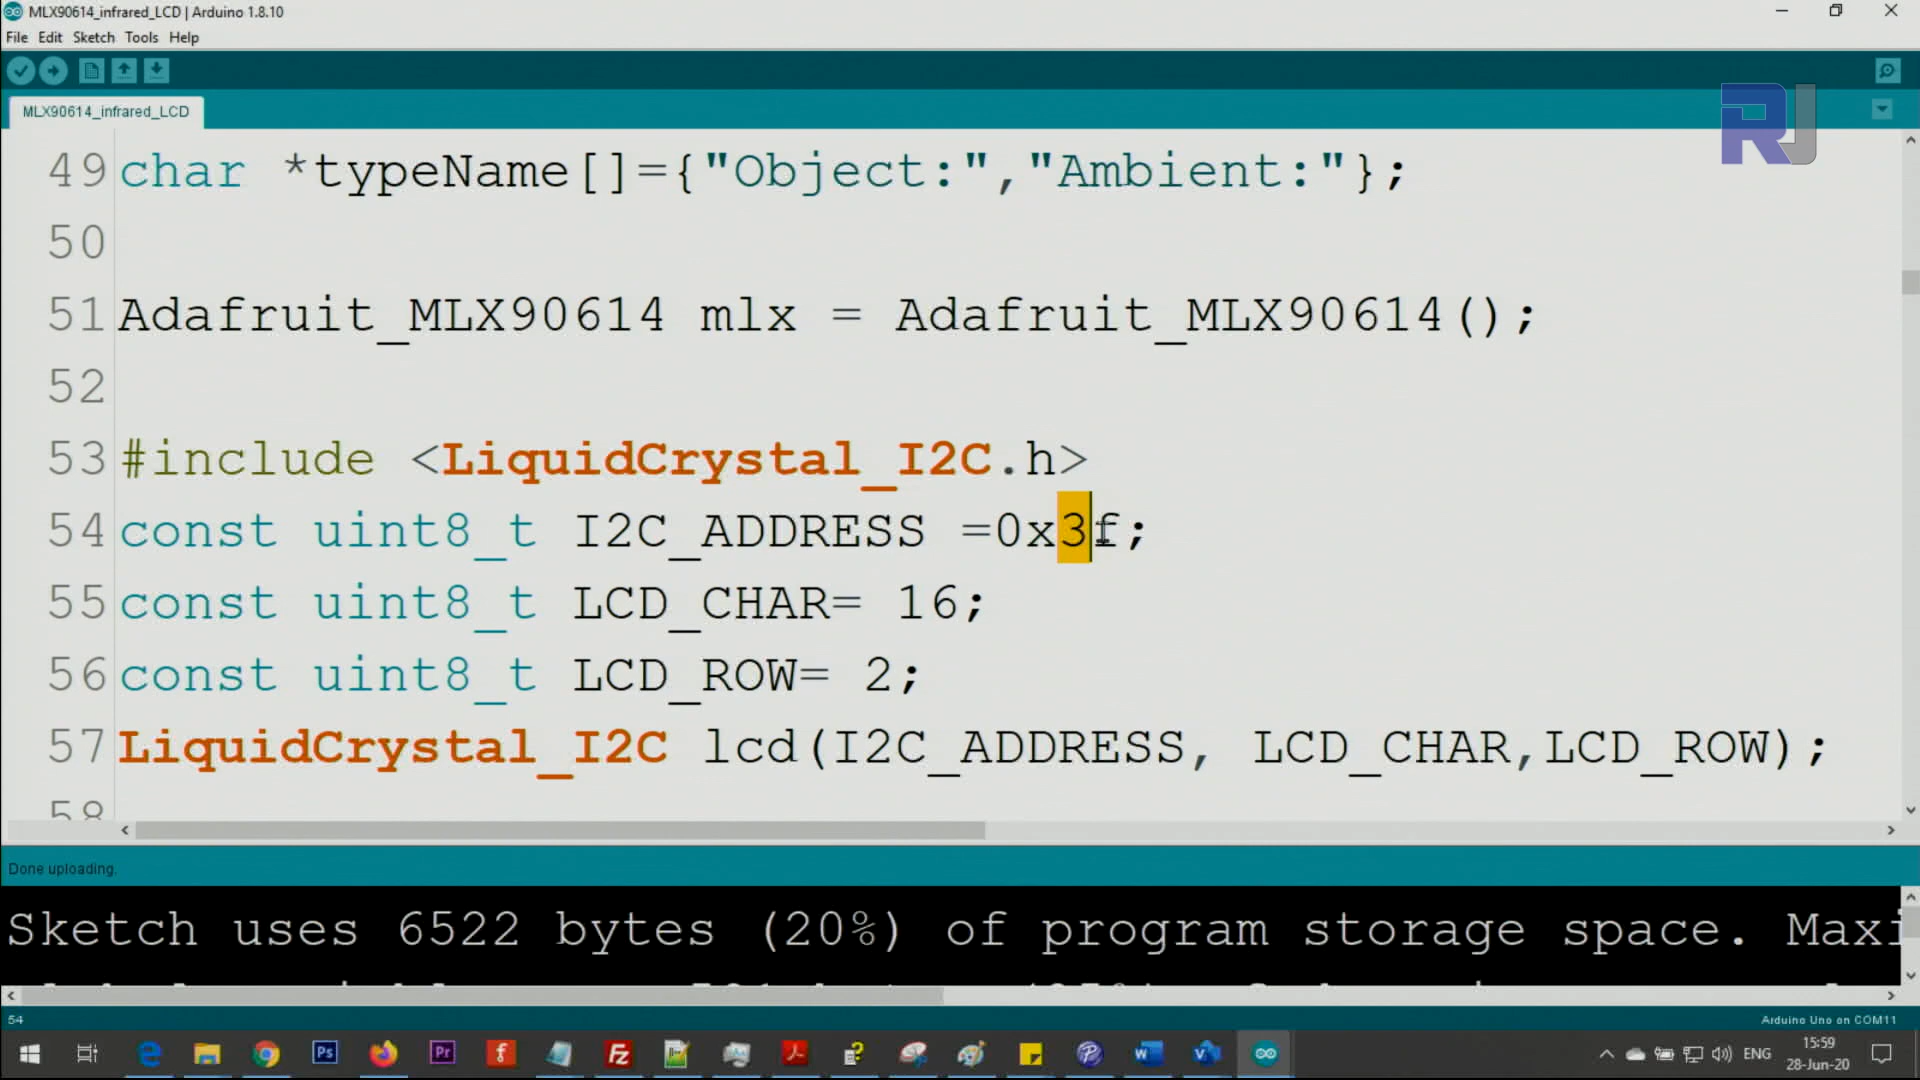 MLX90614_infrared_LCD | Arduino 1.8.10
File Edit Sketch Tools Help
RJ
MLX90614_infrared_LCD
49 char *typeName[]={"Object:","Ambient:"};
50
51 Adafruit_MLX90614 mlx = Adafruit_MLX90614();
52
53 #include <LiquidCrystal_I2C.h>
54 const uint8_t I2C_ADDRESS =0x3f;
55 const uint8_t LCD_CHAR= 16;
56 const uint8_t LCD_ROW= 2;
57 LiquidCrystal_I2C lcd(I2C_ADDRESS, LCD_CHAR,LCD_ROW);
58
Done uploading.
Sketch uses 6522 bytes (20%) of program storage space. Maxi
54
Arduino Uno on COM11
ENG
15:59
28-Jun-20